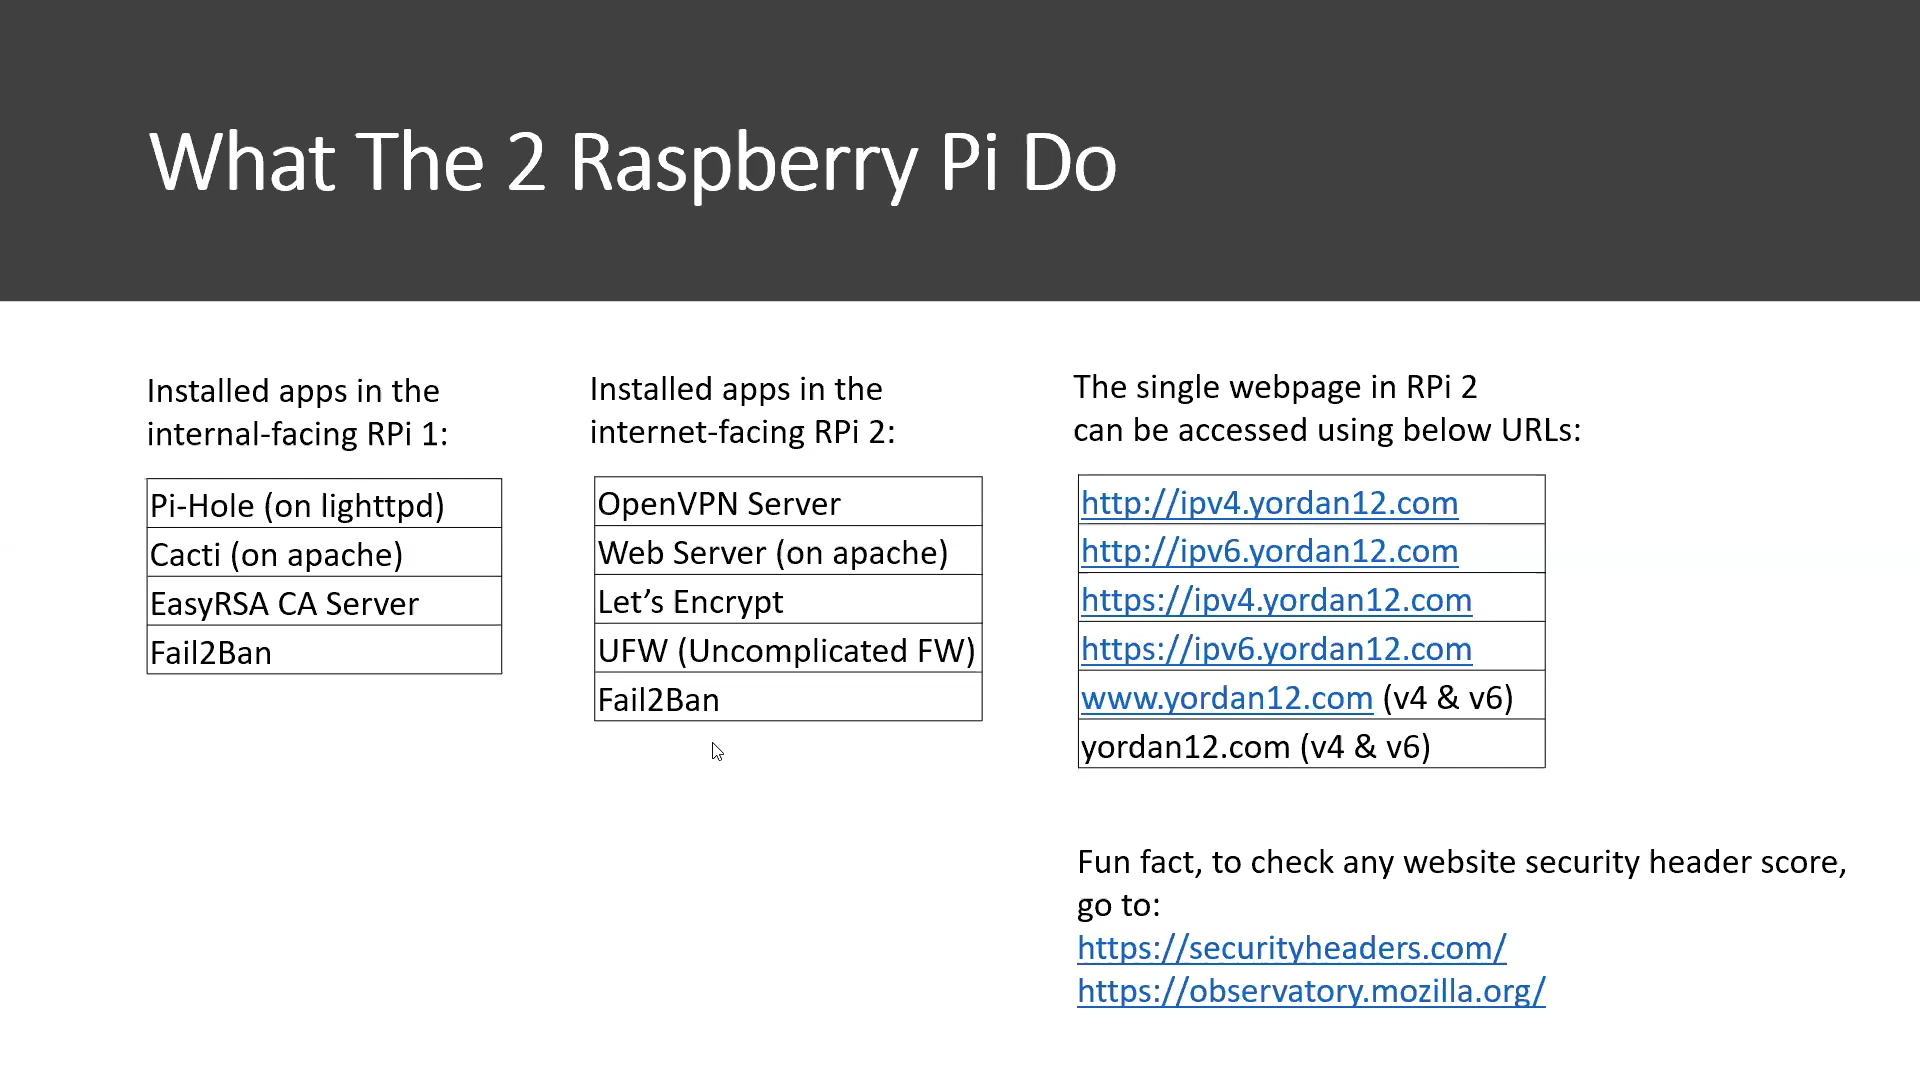 What The 2 Raspberry Pi Do
Installed apps in the
internal-facing RPi 1:
Pi-Hole (on lighttpd)
Cacti (on apache)
EasyRSA CA Server
Fail2Ban
Installed apps in the
internet-facing RPi 2:
OpenVPN Server
Web Server (on apache)
Let’s Encrypt
UFW (Uncomplicated FW)
Fail2Ban
The single webpage in RPi 2
can be accessed using below URLs:
http://ipv4.yordan12.com
http://ipv6.yordan12.com
https://ipv4.yordan12.com
https://ipv6.yordan12.com
www.yordan12.com (v4 & v6)
yordan12.com (v4 & v6)
Fun fact, to check any website security header score,
go to:
https://securityheaders.com/
https://observatory.mozilla.org/